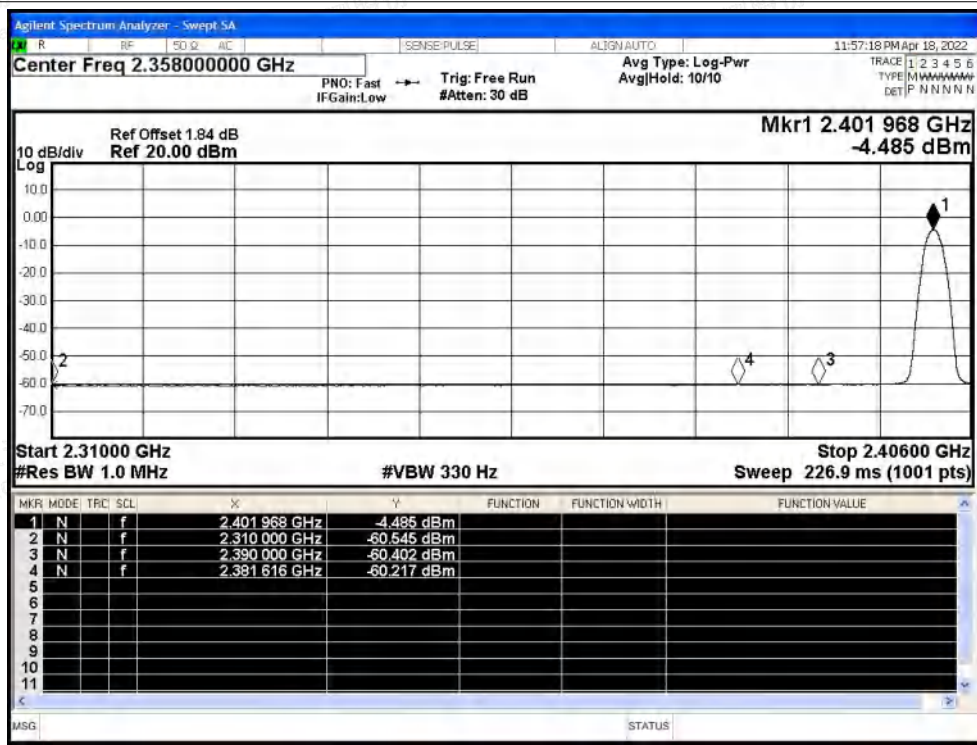 Agilent Spectrum Analyzer - Swept SA
R RF 50 Ω AC SENSE:PULSE ALIGN AUTO 11:57:18 PM Apr 18, 2022
Center Freq 2.358000000 GHz
PNO: Fast
IFGain:Low
Trig: Free Run
#Atten: 30 dB
Avg Type: Log-Pwr
Avg|Hold: 10/10
TRACE 1 2 3 4 5 6
TYPE M WWWWW
DET P N N N N N
Mkr1 2.401 968 GHz
-4.485 dBm
Ref Offset 1.84 dB
10 dB/div Ref 20.00 dBm
Log
10.0
0.00
-10.0
-20.0
-30.0
-40.0
-50.0
-60.0
-70.0
1
2
4
3
Start 2.31000 GHz Stop 2.40600 GHz
#Res BW 1.0 MHz #VBW 330 Hz Sweep 226.9 ms (1001 pts)
MKR MODE TRC SCL X Y FUNCTION FUNCTION WIDTH FUNCTION VALUE
1 N f 2.401 968 GHz -4.485 dBm
2 N f 2.310 000 GHz -60.545 dBm
3 N f 2.390 000 GHz -60.402 dBm
4 N f 2.381 616 GHz -60.217 dBm
5
6
7
8
9
10
11
MSG STATUS